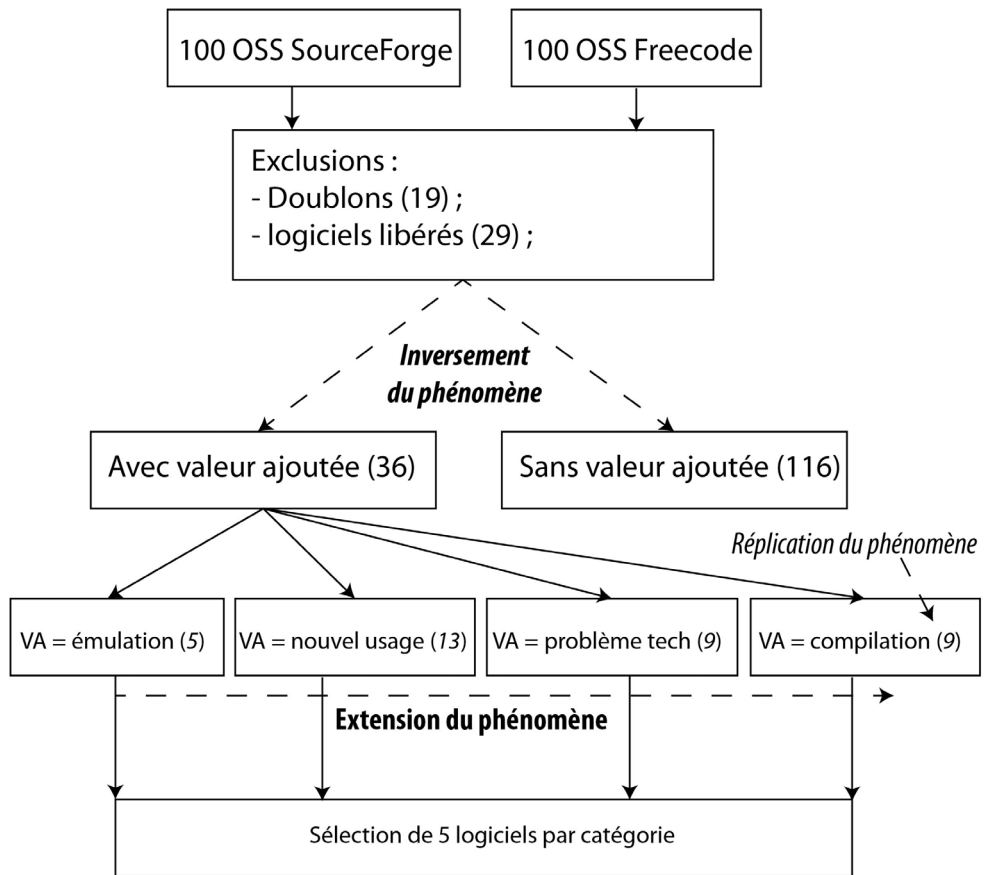 100 OSS SourceForge
100 OSS Freecode
Exclusions :
- Doublons (19) ;
- logiciels libérés (29) ;
Inversement
du phénomène
Avec valeur ajoutée (36)
Sans valeur ajoutée (116)
Réplication du phénomène
VA = émulation (5)
VA = nouvel usage (13)
VA = problème tech (9)
VA = compilation (9)
Extension du phénomène
Sélection de 5 logiciels par catégorie